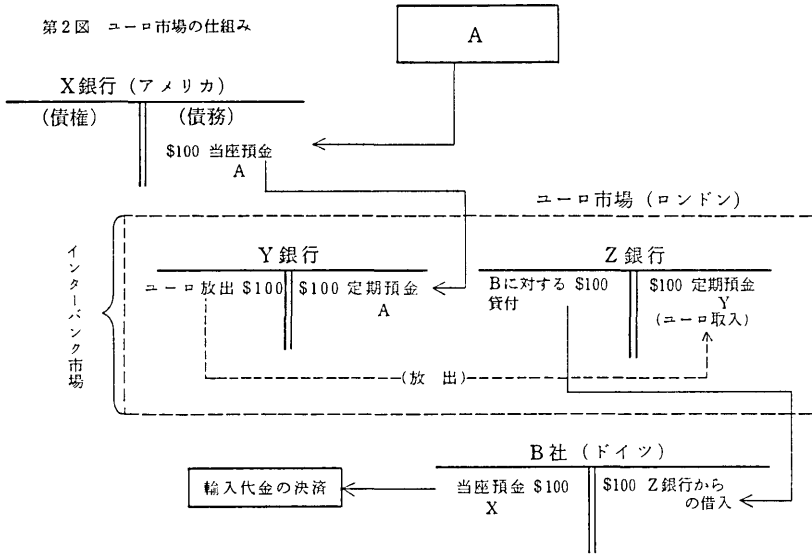 第2図 ユーロ市場の仕組み
A
X銀行 (アメリカ)
(債権) (債務)
$100 当座預金
A
ユーロ市場 (ロンドン)
インターバンク市場
Y銀行
ユーロ放出 $100 $100 定期預金
A
Z銀行
Bに対する $100 $100 定期預金
貸付 Y
(ユーロ取入)
(放 出)
B社 (ドイツ)
輸入代金の決済
当座預金 $100 $100 Z銀行から
X の借入